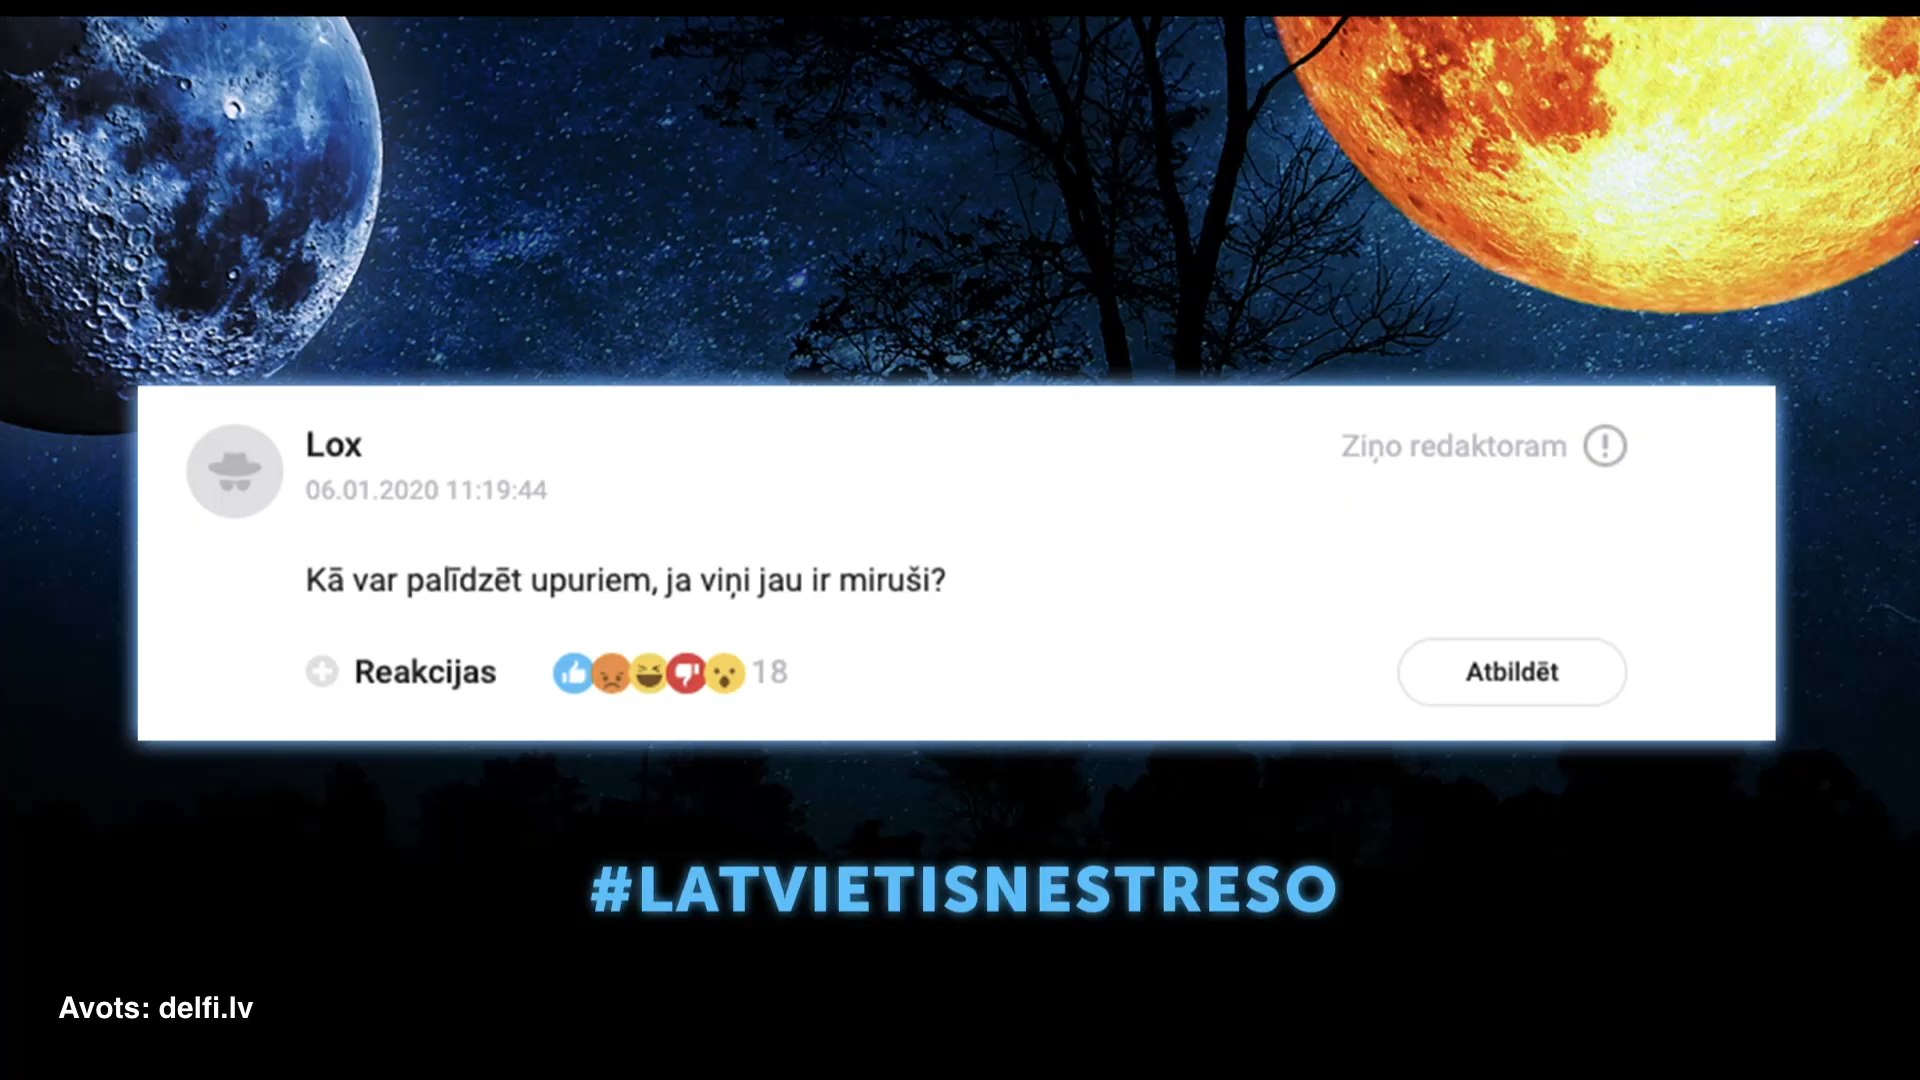 Lox
Ziņo redaktoram
06.01.2020 11:19:44
Kā var palīdzēt upuriem, ja viņi jau ir miruši?
Reakcijas 18
Atbildēt
#LATVIETISNESTRESO
Avots: delfi.lv